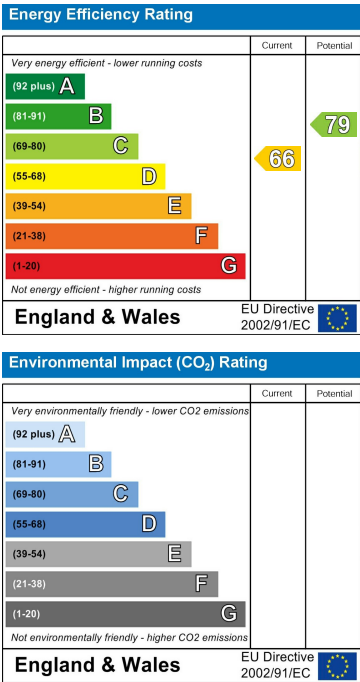 Energy Efficiency Rating
Current Potential
Very energy efficient - lower running costs
(92 plus) A
(81-91) B
(69-80) C
(55-68) D
(39-54) E
(21-38) F
(1-20) G
66
79
Not energy efficient - higher running costs
England & Wales
EU Directive
2002/91/EC
Environmental Impact (CO₂) Rating
Current Potential
Very environmentally friendly - lower CO2 emissions
(92 plus) A
(81-91) B
(69-80) C
(55-68) D
(39-54) E
(21-38) F
(1-20) G
Not environmentally friendly - higher CO2 emissions
England & Wales
EU Directive
2002/91/EC